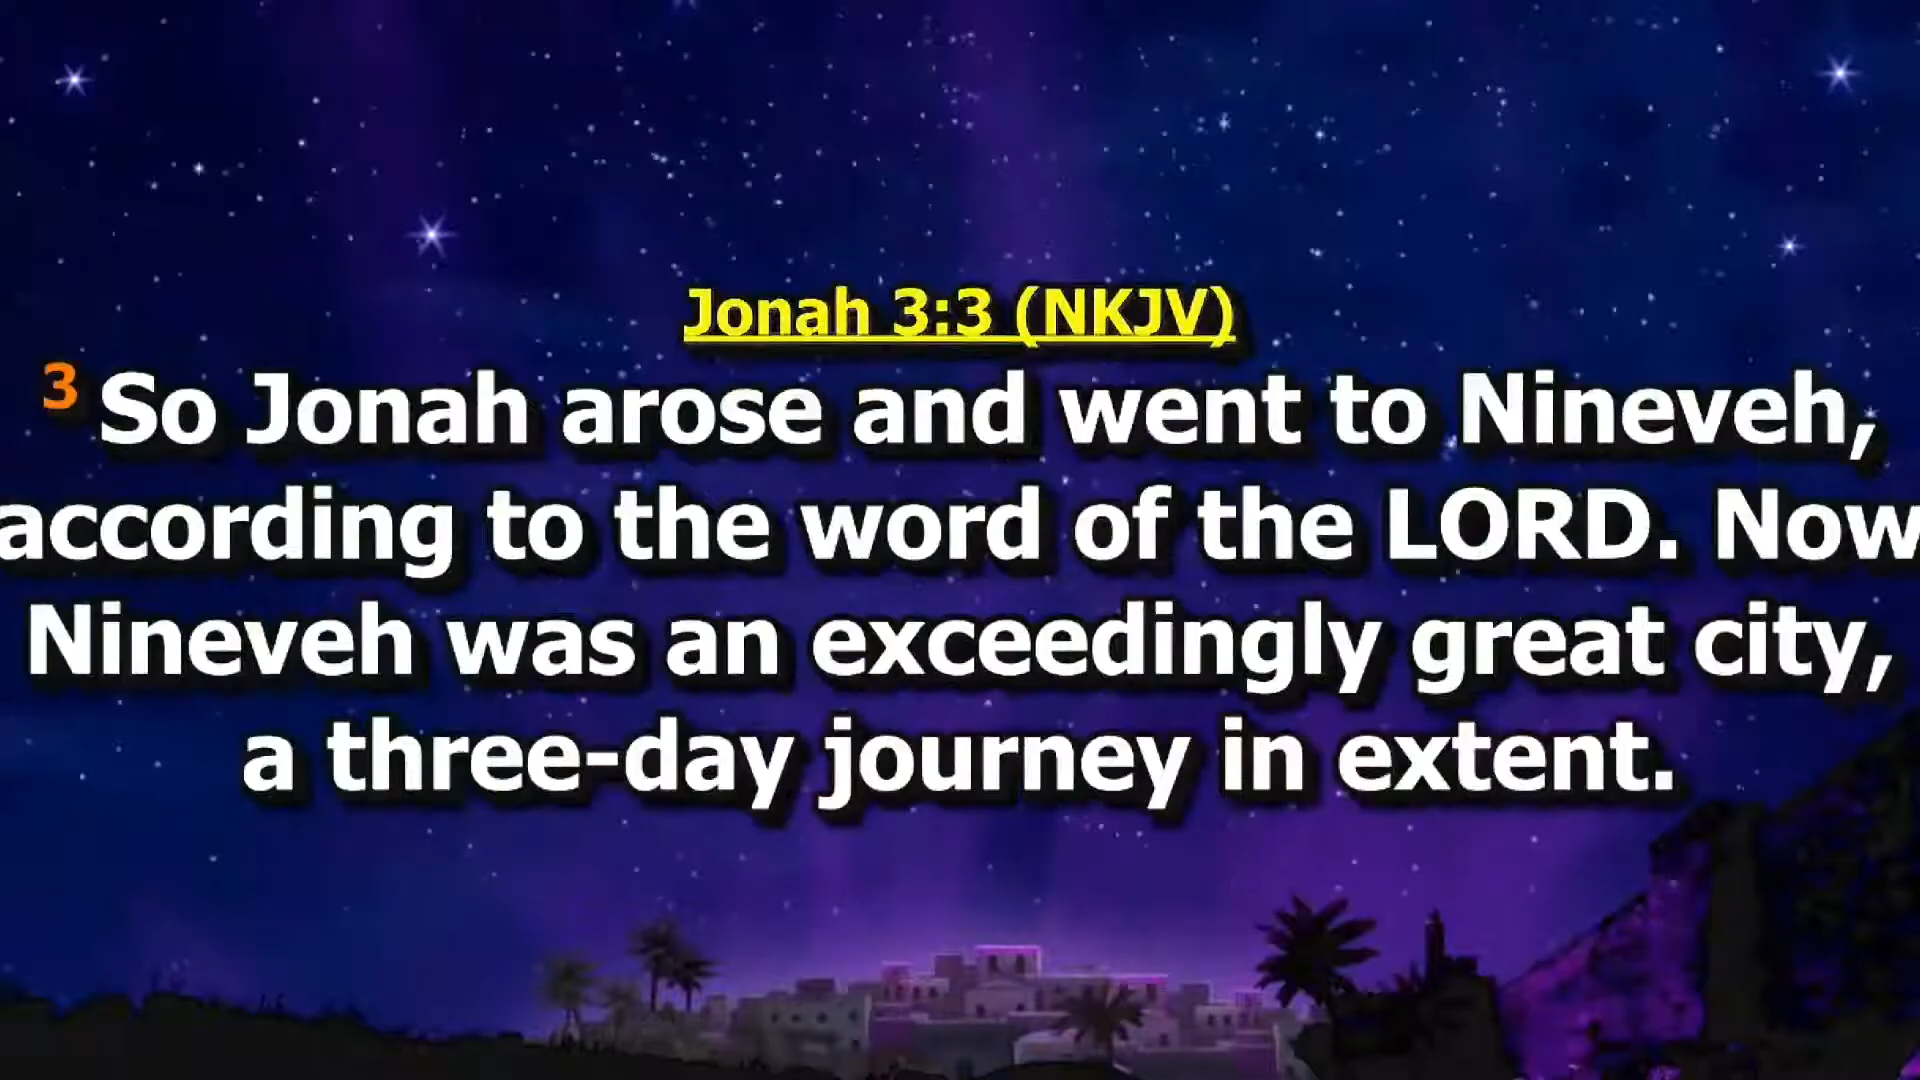 Jonah 3:3 (NKJV)
3 So Jonah arose and went to Nineveh,
according to the word of the LORD. Now
Nineveh was an exceedingly great city,
a three-day journey in extent.